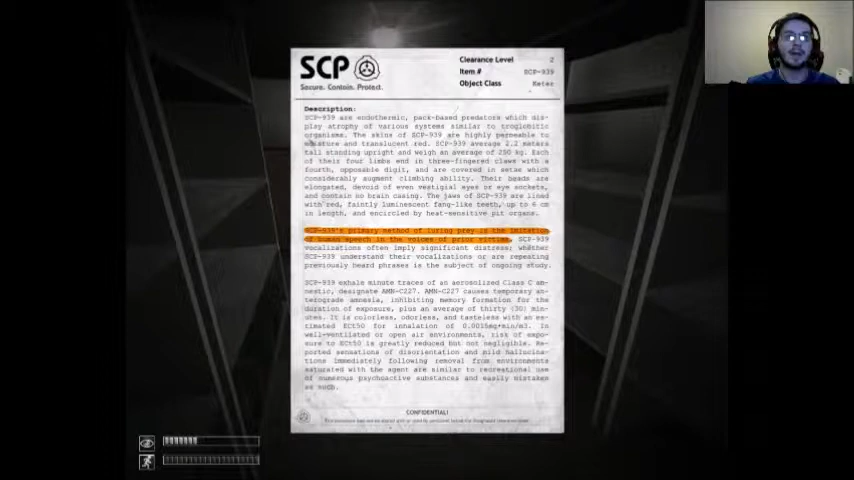 SCP
Secure. Contain. Protect.
Clearance Level 2
Item # SCP-939
Object Class Keter
Description:
SCP-939 are endothermic, pack-based predators which dis-
play atrophy of various systems similar to troglobitic
organisms. The skins of SCP-939 are highly permeable to
moisture and translucent red. SCP-939 average 2.2 meters
tall standing upright and weigh an average of 250 kg. Each
of their four limbs end in three-fingered claws with a
fourth, opposable digit, and are covered in setae which
considerably augment climbing ability. Their heads are
elongated, devoid of even vestigial eyes or eye sockets,
and contain no brain casing. The jaws of SCP-939 are lined
with red, faintly luminescent fang-like teeth, up to 6 cm
in length, and encircled by heat-sensitive pit organs.
SCP-939's primary method of luring prey is the imitation
of human speech in the voices of prior victims. SCP-939
vocalizations often imply significant distress; whether
SCP-939 understand their vocalizations or are repeating
previously heard phrases is the subject of ongoing study.
SCP-939 exhale minute traces of an aerosolized Class C am-
nestic, designate AMN-C227. AMN-C227 causes temporary an-
terograde amnesia, inhibiting memory formation for the
duration of exposure, plus an average of thirty (30) min-
utes. It is colorless, odorless, and tasteless with an es-
timated ECt50 for inhalation of 0.0015mg•min/m3. In
well-ventilated or open air environments, risk of expo-
sure to ECt50 is greatly reduced but not negligible. Re-
ported sensations of disorientation and mild hallucina-
tions immediately following removal from environments
saturated with the agent are similar to recreational use
of numerous psychoactive substances and easily mistaken
as such.
CONFIDENTIAL!